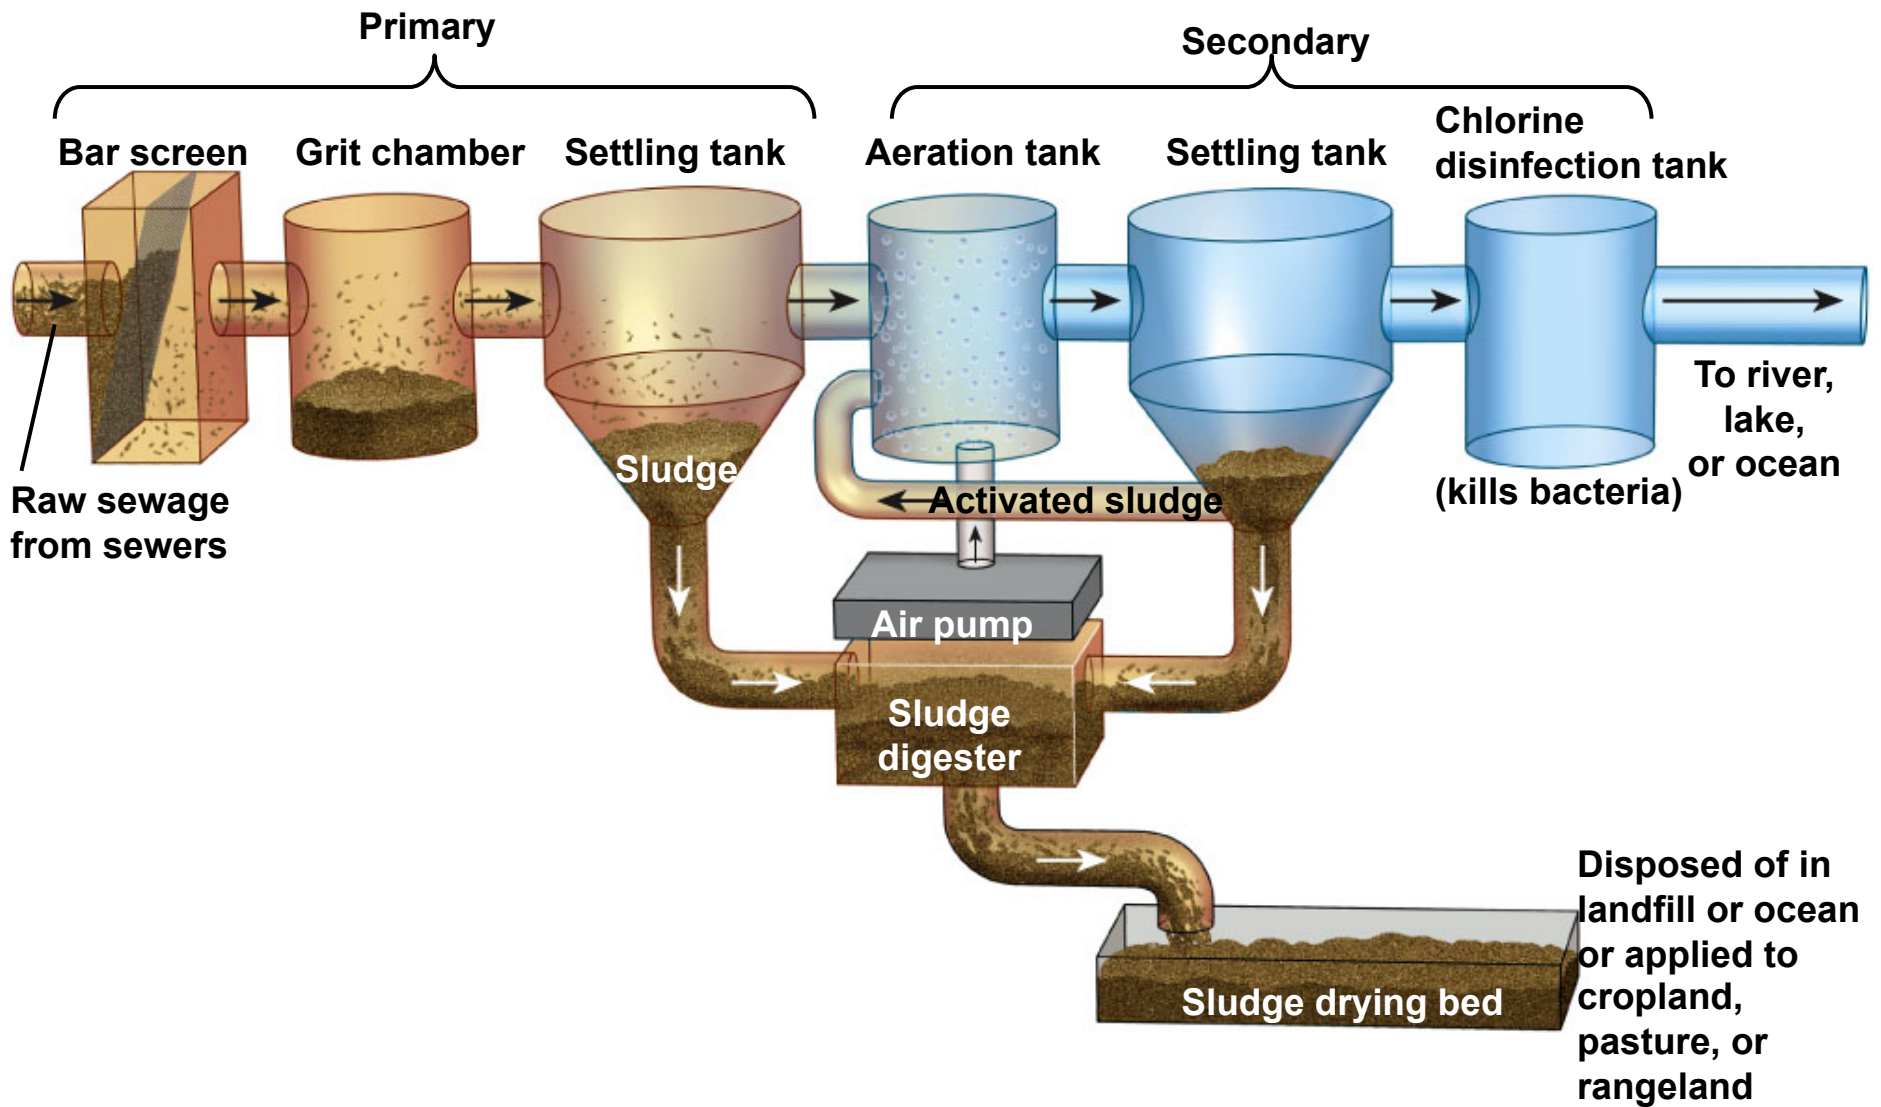 Primary
Secondary
Bar screen
Grit chamber
Settling tank
Aeration tank
Settling tank
Chlorine
disinfection tank
Raw sewage
from sewers
Sludge
Activated sludge
(kills bacteria)
To river,
lake,
or ocean
Air pump
Sludge
digester
Sludge drying bed
Disposed of in
landfill or ocean
or applied to
cropland,
pasture, or
rangeland